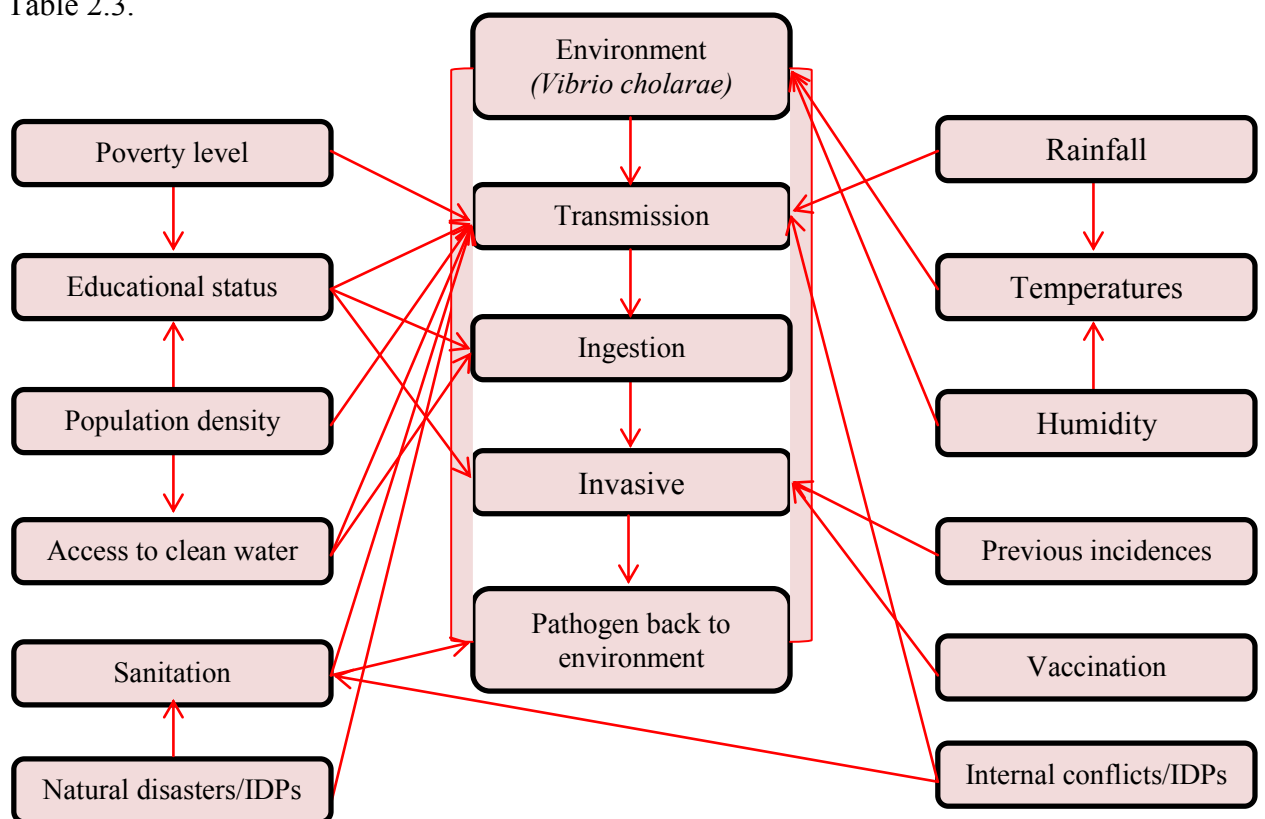 Table 2.3.
Environment
(Vibrio cholarae)
Poverty level
Rainfall
Transmission
Educational status
Temperatures
Ingestion
Population density
Humidity
Invasive
Access to clean water
Previous incidences
Pathogen back to
environment
Sanitation
Vaccination
Natural disasters/IDPs
Internal conflicts/IDPs